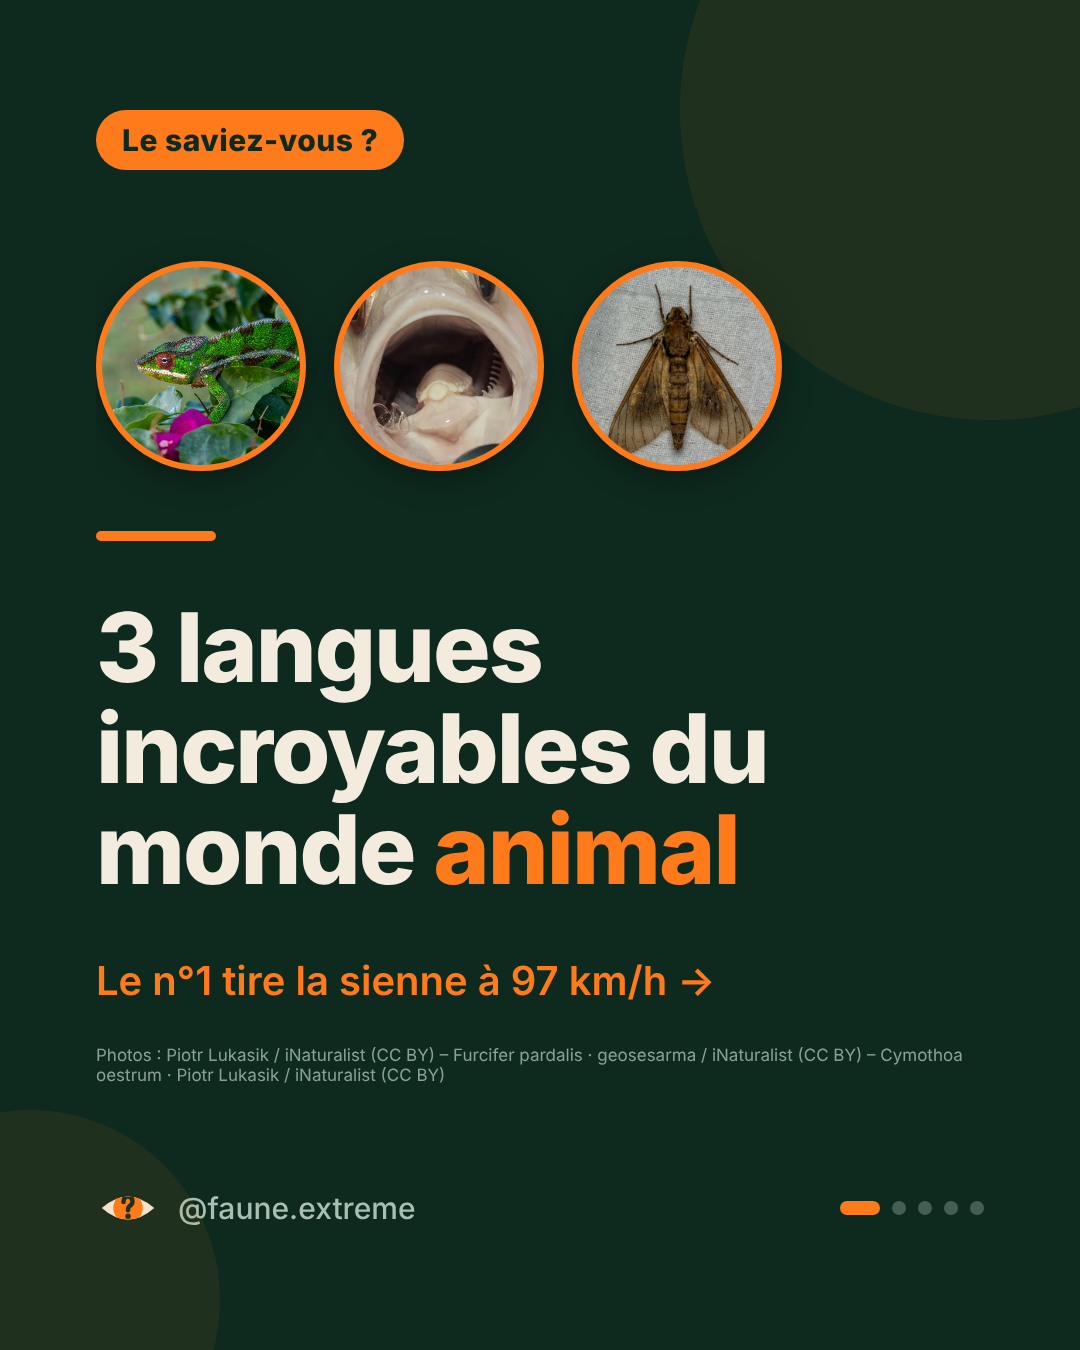 Le saviez-vous ?
3 langues
incroyables du
monde animal
Le n°1 tire la sienne à 97 km/h →
Photos : Piotr Lukasik / iNaturalist (CC BY) – Furcifer pardalis · geosesarma / iNaturalist (CC BY) – Cymothoa
oestrum · Piotr Lukasik / iNaturalist (CC BY)
?
@faune.extreme